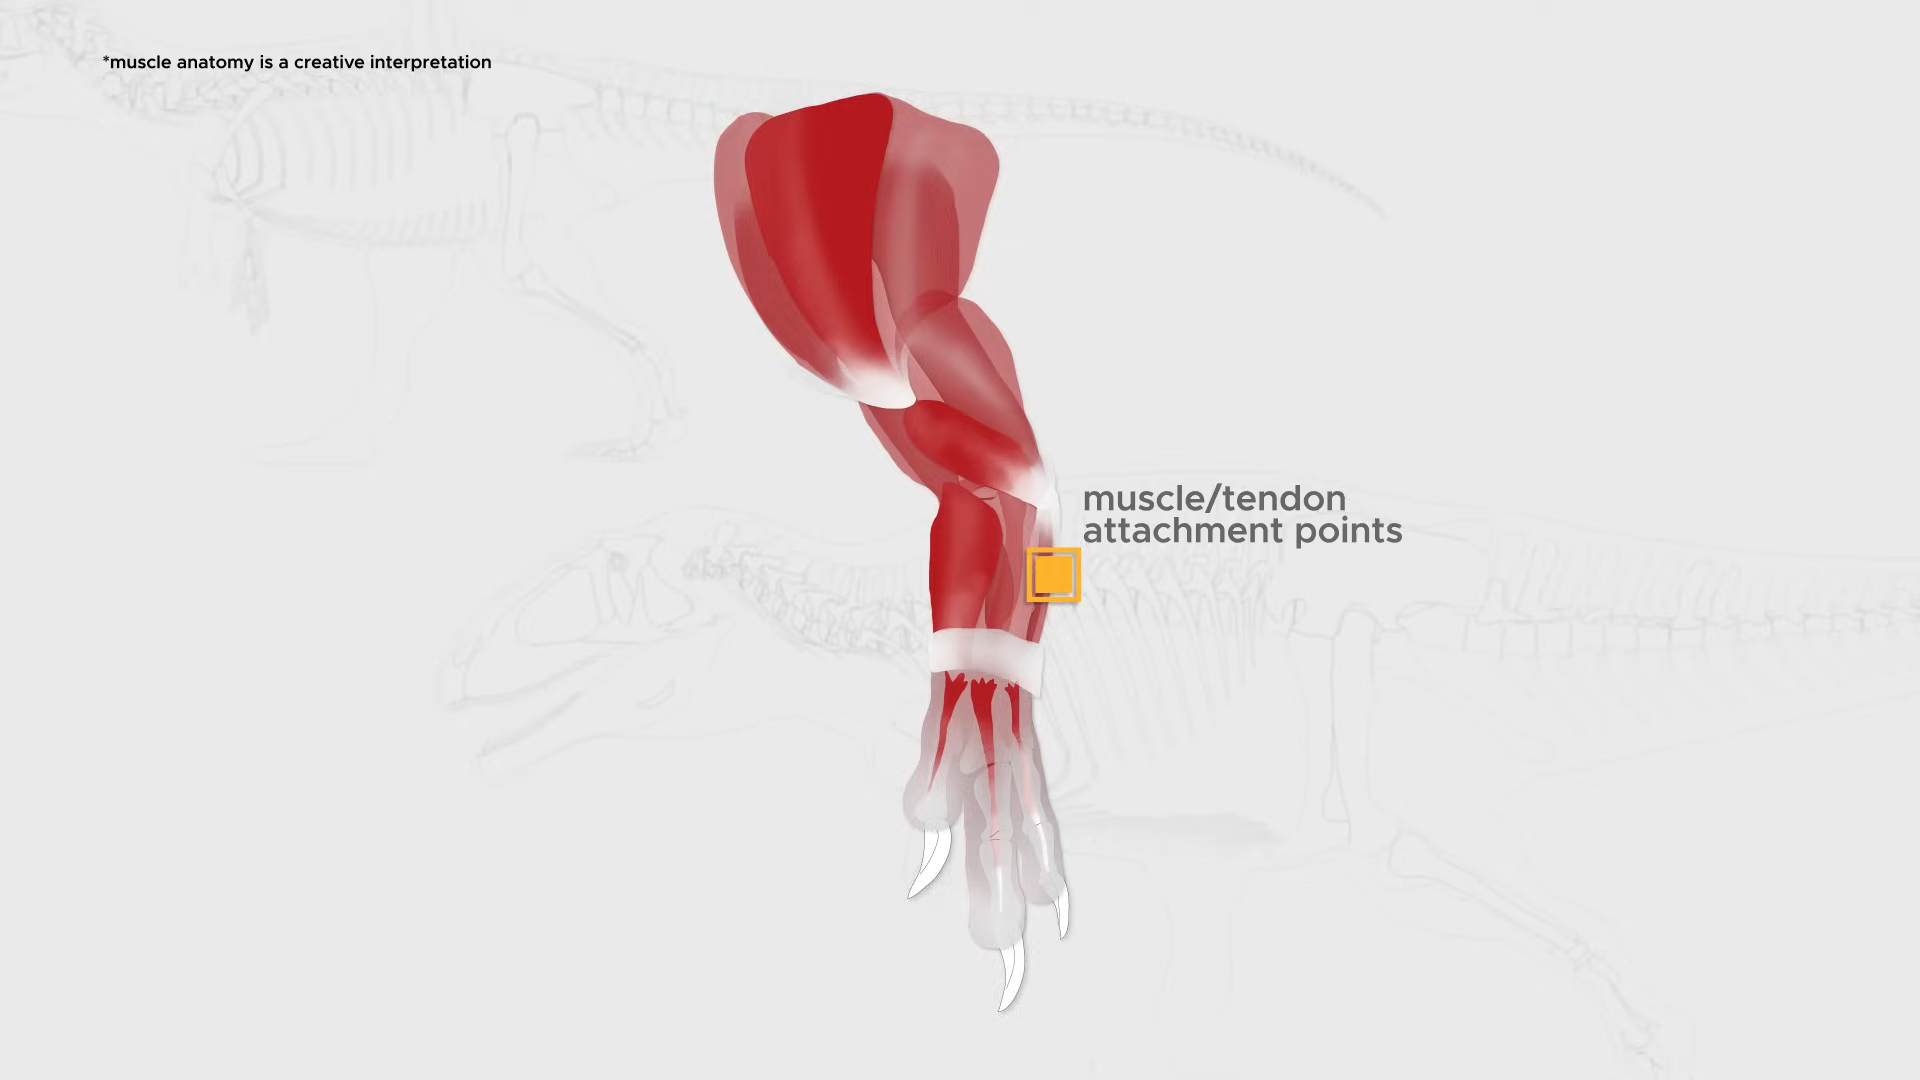 *muscle anatomy is a creative interpretation
muscle/tendon
attachment points